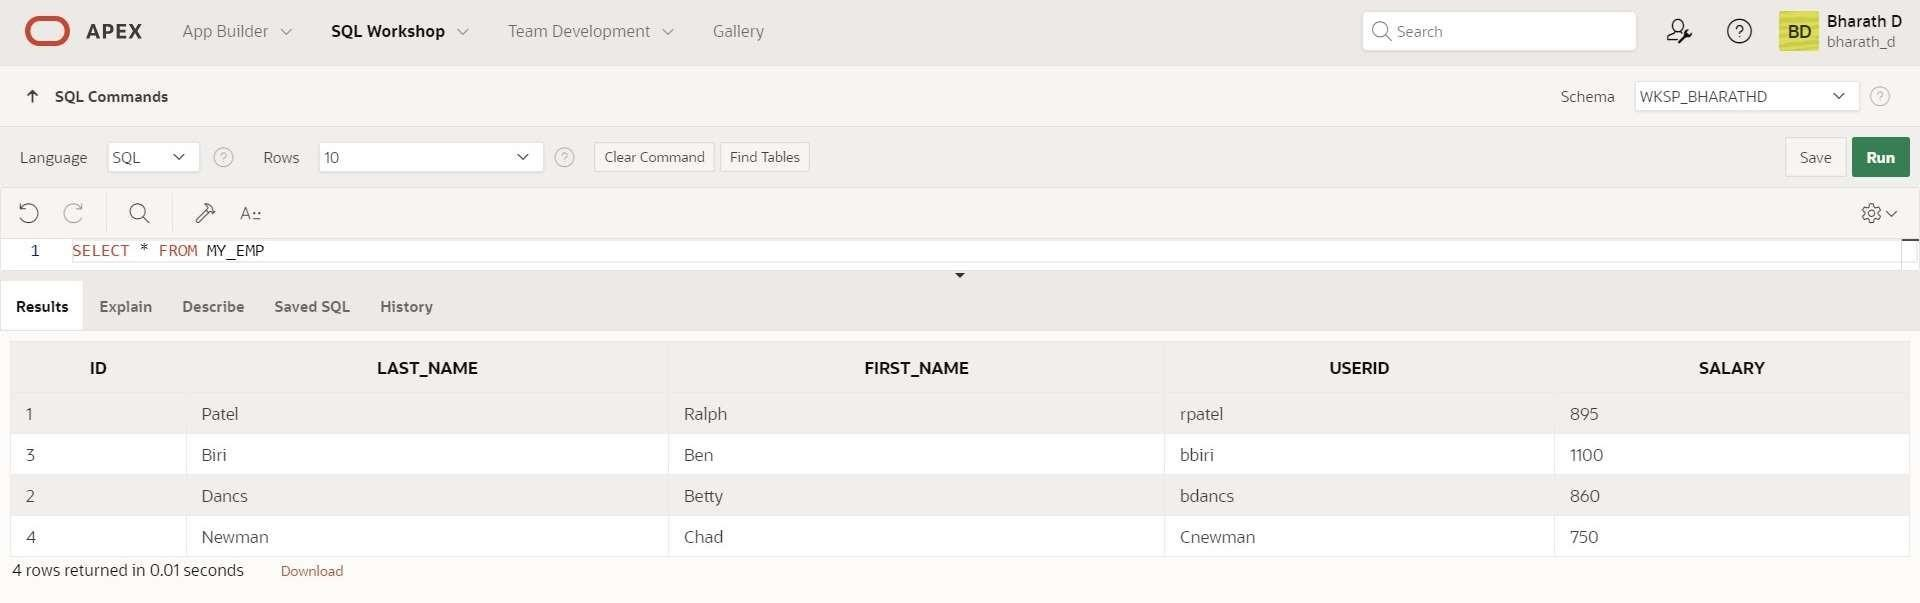 APEX App Builder SQL Workshop Team Development Gallery Search BD Bharath D
bharath_d
SQL Commands Schema WKSP_BHARATHD
Language SQL Rows 10 Clear Command Find Tables Save Run
A
1 SELECT * FROM MY_EMP
Results Explain Describe Saved SQL History
ID LAST_NAME FIRST_NAME USERID SALARY
1 Patel Ralph rpatel 895
3 Biri Ben bbiri 1100
2 Dancs Betty bdancs 860
4 Newman Chad Cnewman 750
4 rows returned in 0.01 seconds Download